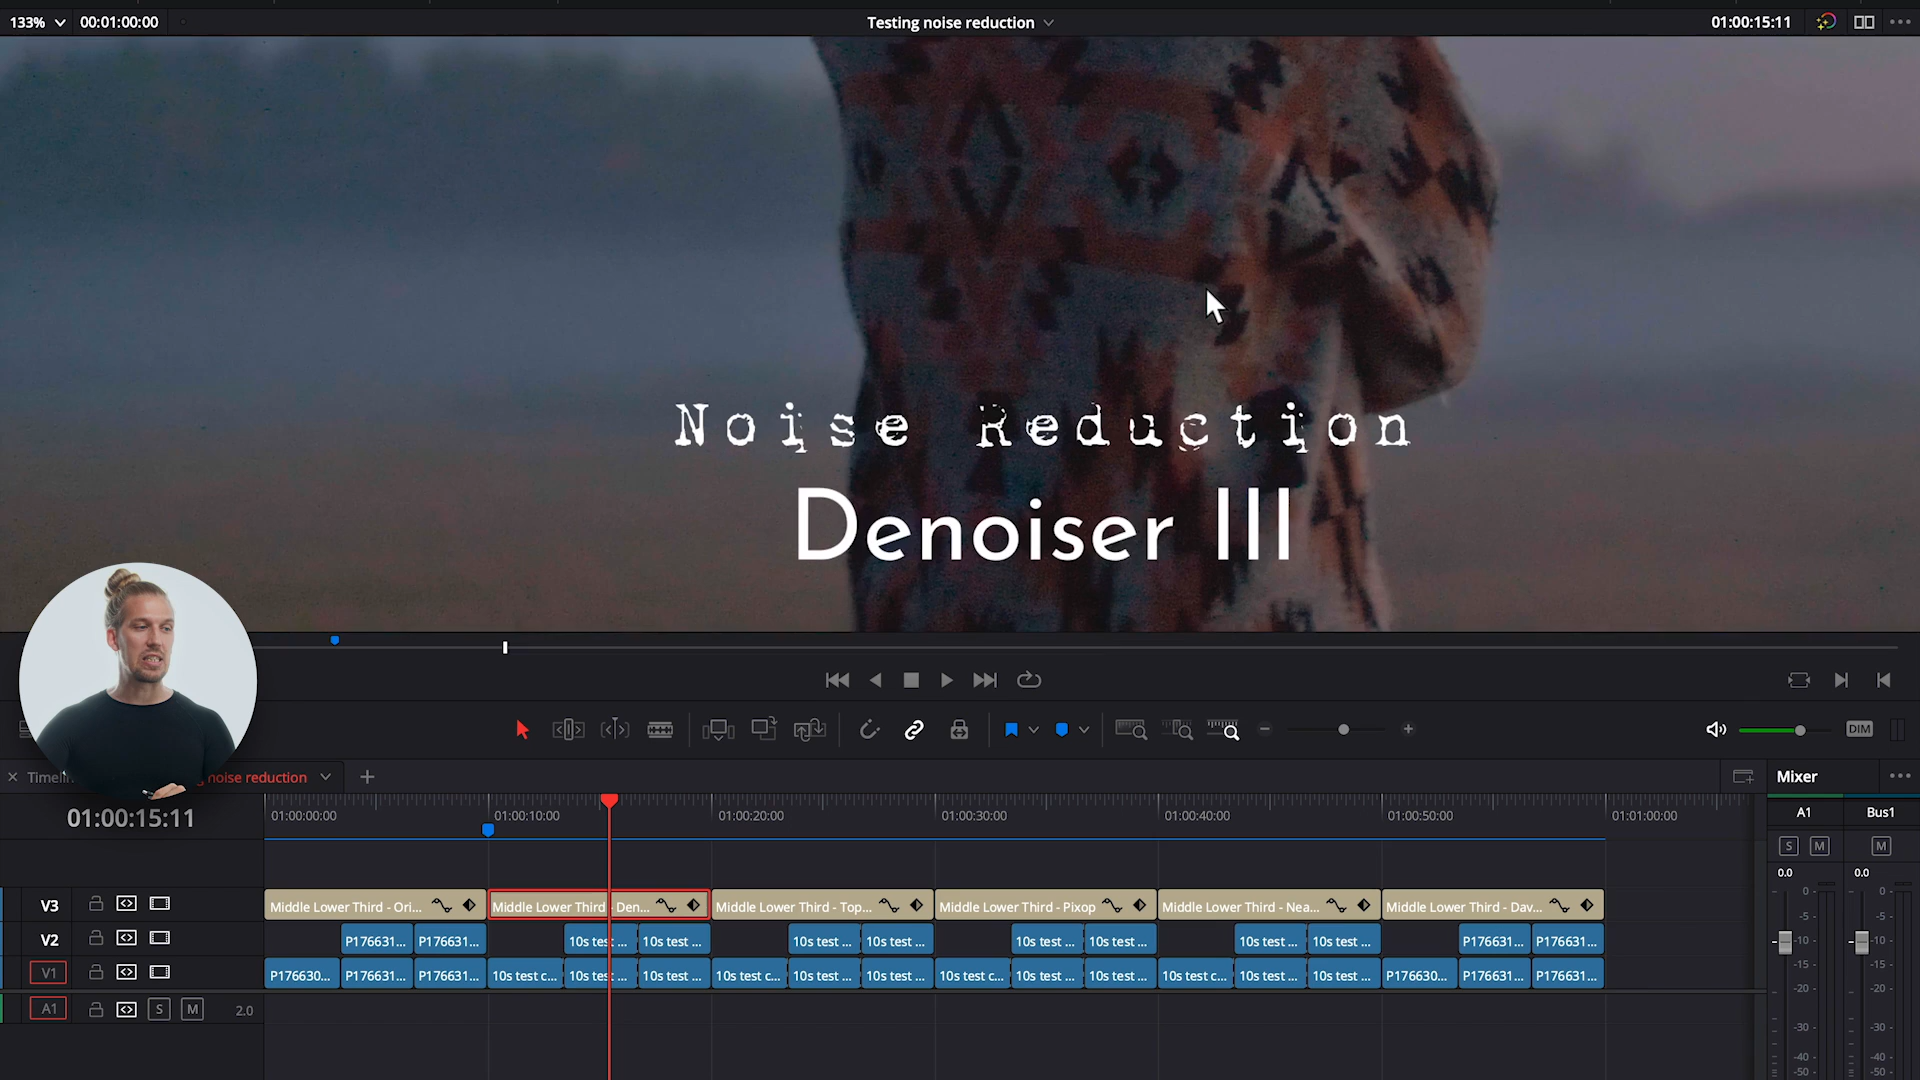 133% 00:01:00:00 Testing noise reduction 01:00:15:11
Noise Reduction
Denoiser III
DIM
Timelin noise reduction Mixer
01:00:15:11 01:00:00:00 01:00:10:00 01:00:20:00 01:00:30:00 01:00:40:00 01:00:50:00 01:01:00:00 A1 Bus1
S M M
0.0 0.0
V3 Middle Lower Third - Ori... Middle Lower Third - Den... Middle Lower Third - Top... Middle Lower Third - Pixop Middle Lower Third - Nea... Middle Lower Third - Dav...
V2 P176631... P176631... 10s test ... 10s test ... 10s test ... 10s test ... 10s test ... 10s test ... 10s test ... 10s test ... P176631... P176631...
V1 P176630... P176631... P176631... 10s test c... 10s test ... 10s test ... 10s test c... 10s test ... 10s test ... 10s test c... 10s test ... 10s test ... 10s test c... 10s test ... 10s test ... P176630... P176631... P176631...
A1 S M 2.0
0 0
-5 -5
-10 -10
-15 -15
-20 -20
-30 -30
-40 -40
-50 -50